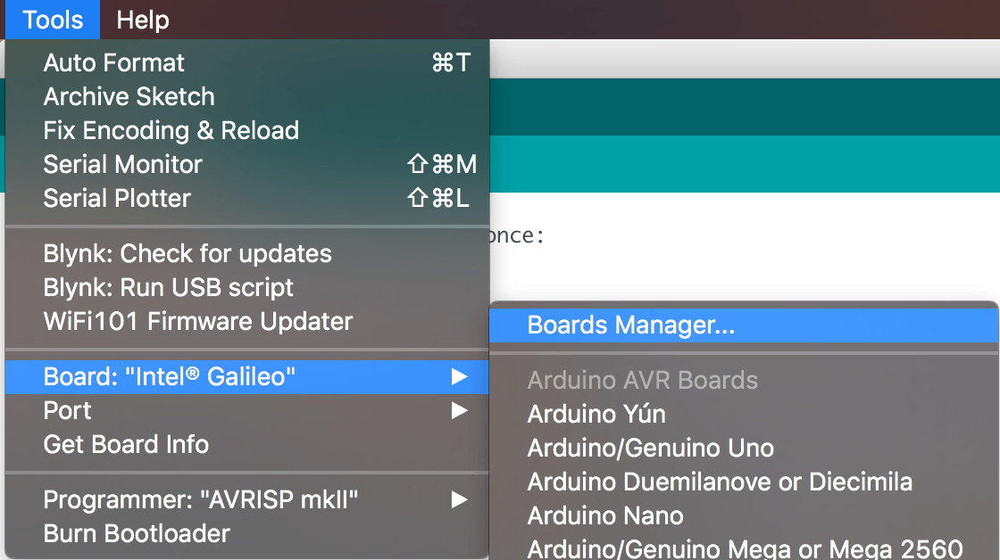 Tools Help
Auto Format ⌘T
Archive Sketch
Fix Encoding & Reload
Serial Monitor ⇧⌘M
Serial Plotter ⇧⌘L
Blynk: Check for updates
Blynk: Run USB script
WiFi101 Firmware Updater
Board: "Intel® Galileo" ▶
Port ▶
Get Board Info
Programmer: "AVRISP mkII" ▶
Burn Bootloader
once:
Boards Manager...
Arduino AVR Boards
Arduino Yún
Arduino/Genuino Uno
Arduino Duemilanove or Diecimila
Arduino Nano
Arduino/Genuino Mega or Mega 2560